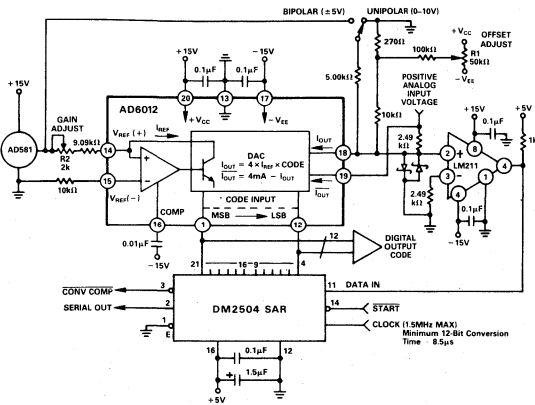 BIPOLAR (±5V)
UNIPOLAR (0–10V)
+VCC
OFFSET
ADJUST
270Ω
100kΩ
R1
50kΩ
−VEE
+15V
−15V
0.1μF
0.1μF
5.00kΩ
POSITIVE
ANALOG
INPUT
VOLTAGE
+15V
+5V
+15V
20
13
17
AD6012
+VCC
−VEE
10kΩ
0.1μF
1k
GAIN
ADJUST
VREF (+)
IREF
IOUT
2.49
kΩ
8
AD581
R2
2k
9.09kΩ
14
+
−
DAC
IOUT = 4 × IREF × CODE
IOUT = 4mA − IOUT
18
19
2
+
LM211
3
−
4
4
1
10kΩ
15
VREF(−)
IOUT
COMP
CODE INPUT
MSB
LSB
2.49
kΩ
0.1μF
−15V
16
1
12
0.01μF
−15V
12
DIGITAL
OUTPUT
CODE
21
16
9
4
CONV COMP
3
SERIAL OUT
2
1
E
DM2504 SAR
11
DATA IN
14
START
CLOCK (1.5MHz MAX)
Minimum 12-Bit Conversion
Time 8.5μs
16
12
0.1μF
+
1.5μF
+5V